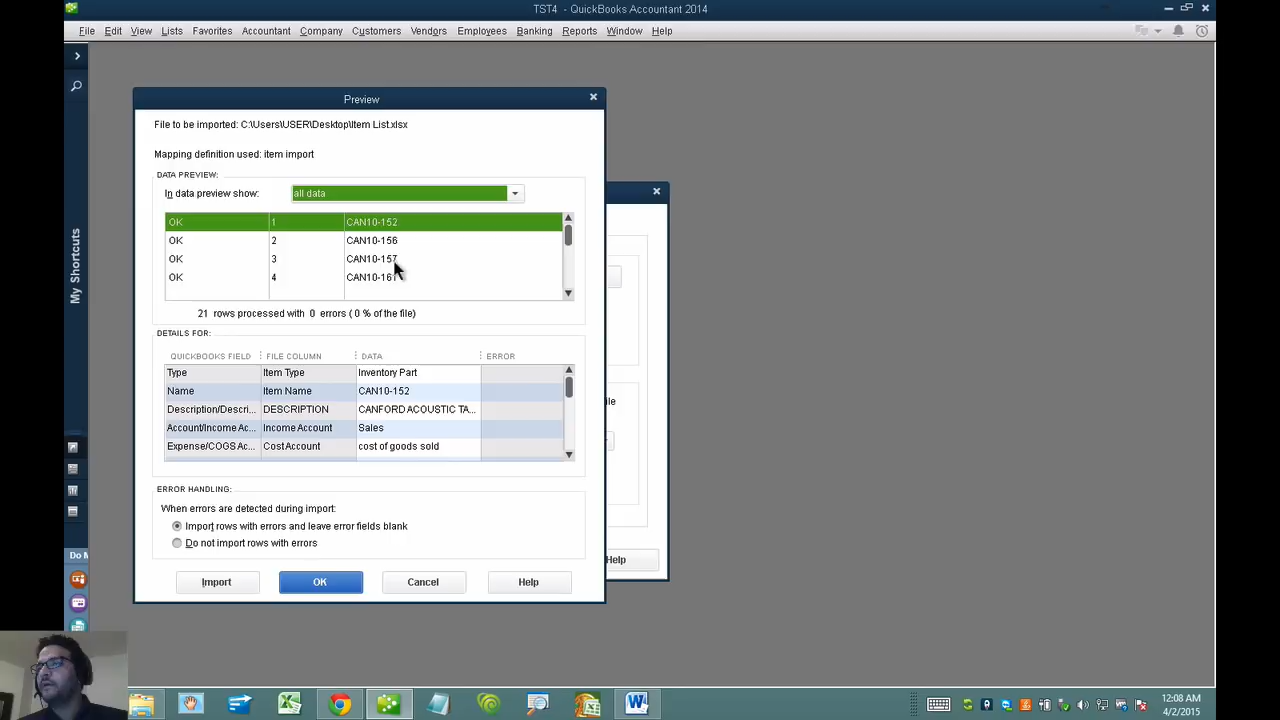 TST4 - QuickBooks Accountant 2014
File Edit View Lists Favorites Accountant Company Customers Vendors Employees Banking Reports Window Help
My Shortcuts
Do M
Preview
File to be imported: C:\Users\USER\Desktop\Item List.xlsx
Mapping definition used: item import
DATA PREVIEW:
In data preview show: all data
OK 1 CAN10-152
OK 2 CAN10-156
OK 3 CAN10-157
OK 4 CAN10-161
21 rows processed with 0 errors ( 0 % of the file)
DETAILS FOR:
QUICKBOOKS FIELD FILE COLUMN DATA ERROR
Type Item Type Inventory Part
Name Item Name CAN10-152
Description/Descri... DESCRIPTION CANFORD ACOUSTIC TA...
Account/Income Ac... Income Account Sales
Expense/COGS Ac... CostAccount cost of goods sold
ERROR HANDLING:
When errors are detected during import:
Import rows with errors and leave error fields blank
Do not import rows with errors
Import OK Cancel Help
ile
Help
12:08 AM
4/2/2015